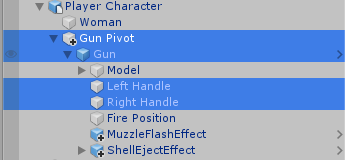 Player Character
Woman
Gun Pivot
Gun
Model
Left Handle
Right Handle
Fire Position
MuzzleFlashEffect
ShellEjectEffect